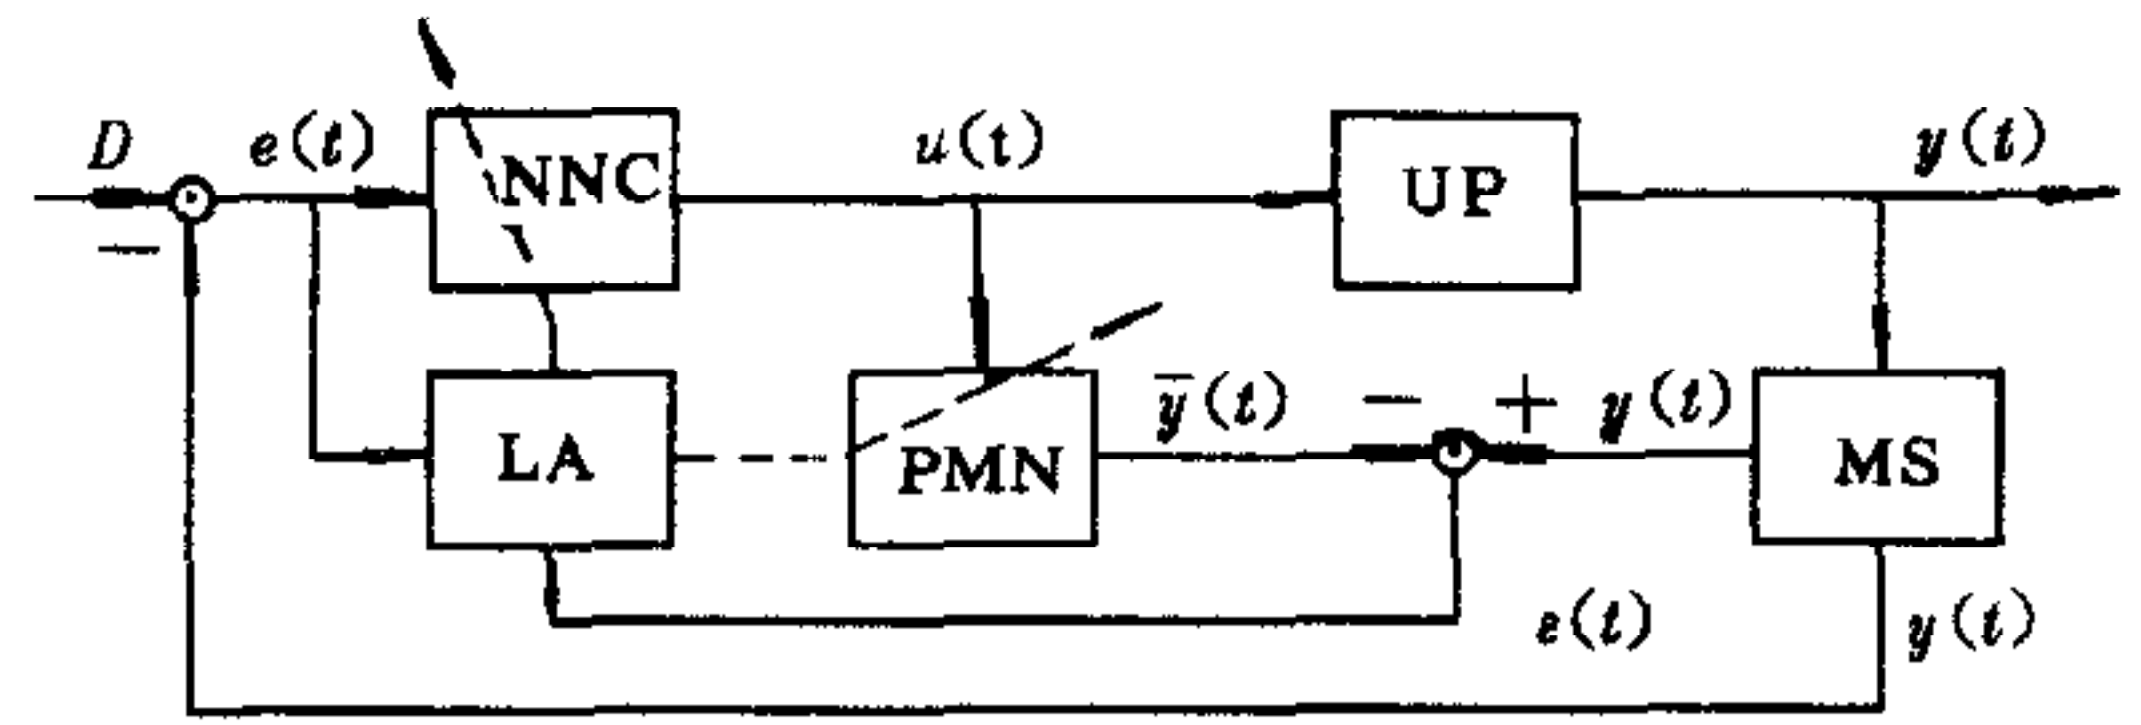 D e(t) NNC u(t) UP y(t)
−
LA PMN ȳ(t) − + y(t) MS
ε(t) y(t)